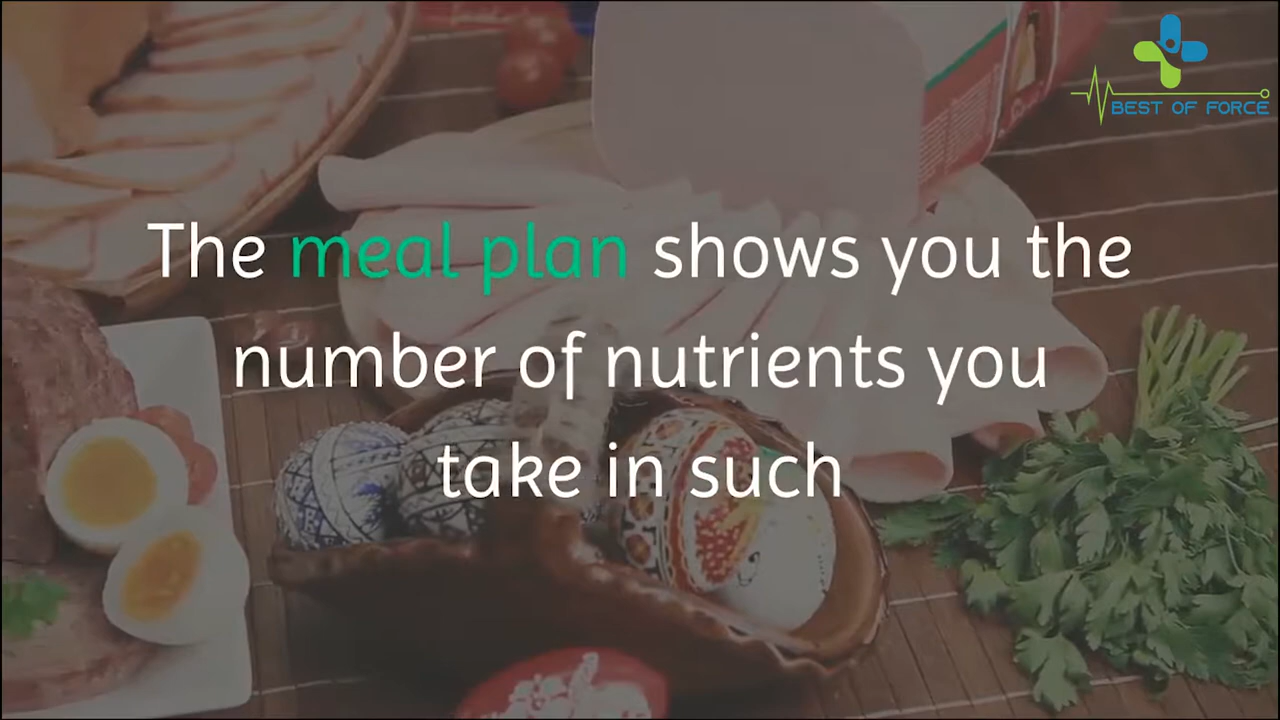 BEST OF FORCE
The meal plan shows you the
number of nutrients you
take in such